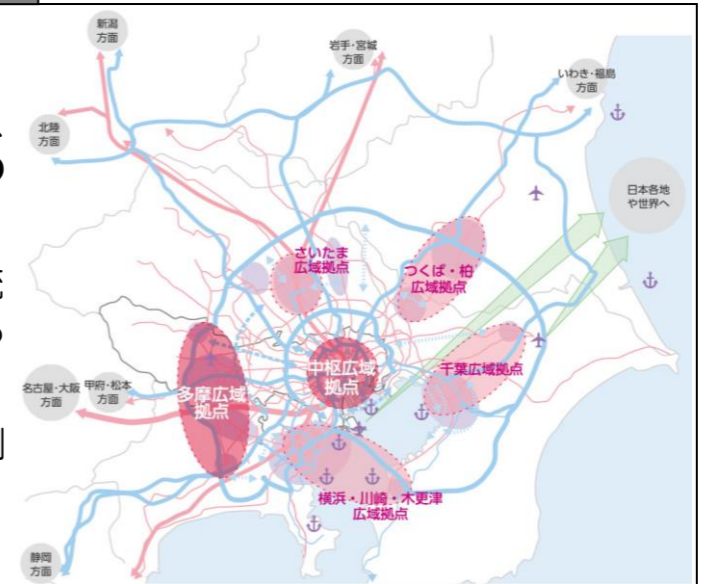 新潟
方面
岩手・宮城
方面
いわき・福島
方面
北陸
方面
日本各地
や世界へ
さいたま
広域拠点
つくば・柏
広域拠点
中枢広域
拠点
千葉広域拠点
名古屋・大阪
方面
甲府・松本
方面
多摩広域
拠点
横浜・川崎・木更津
広域拠点
静岡
方面